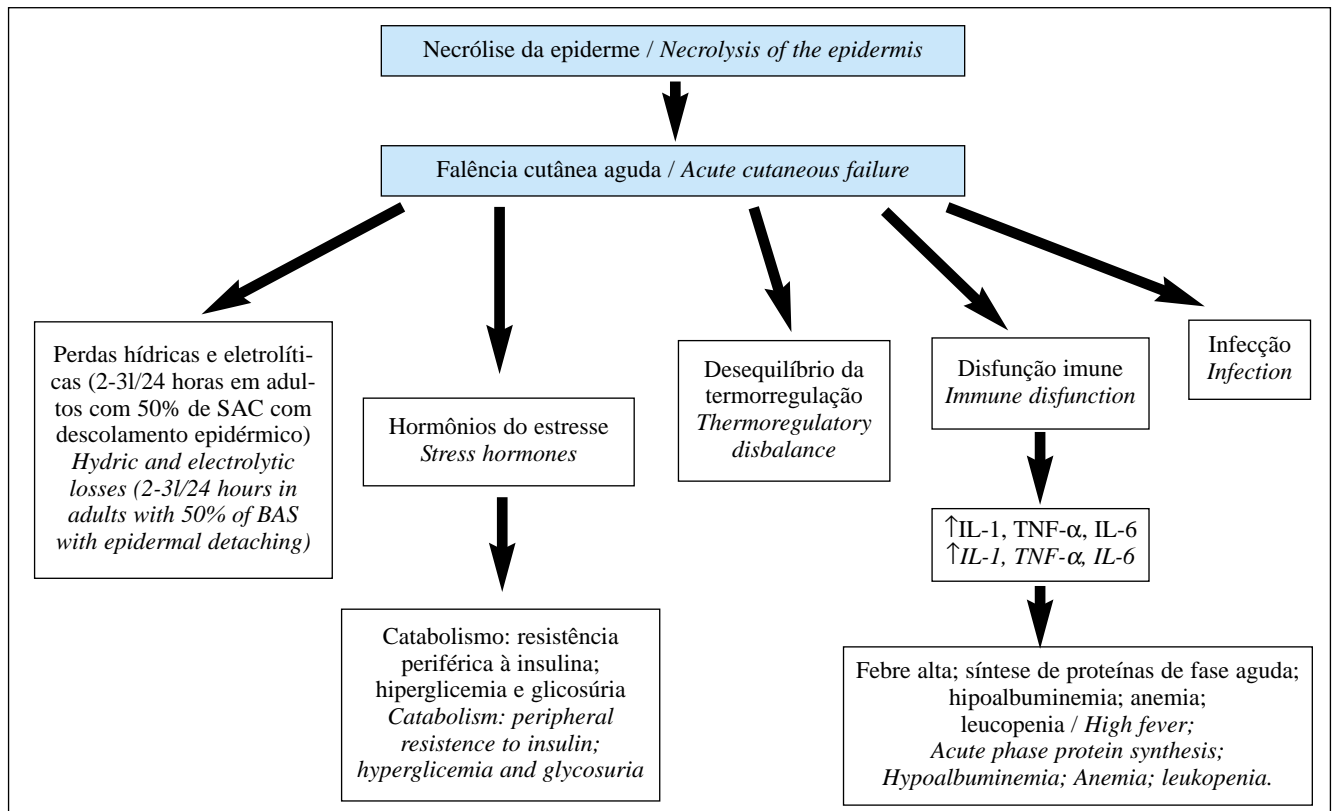 Necrólise da epiderme / Necrolysis of the epidermis
Falência cutânea aguda / Acute cutaneous failure
Perdas hídricas e eletrolíti-
cas (2-3l/24 horas em adul-
tos com 50% de SAC com
descolamento epidérmico)
Hydric and electrolytic
losses (2-3l/24 hours in
adults with 50% of BAS
with epidermal detaching)
Hormônios do estresse
Stress hormones
Catabolismo: resistência
periférica à insulina;
hiperglicemia e glicosúria
Catabolism: peripheral
resistence to insulin;
hyperglicemia and glycosuria
Desequilíbrio da
termorregulação
Thermoregulatory
disbalance
Disfunção imune
Immune disfunction
↑IL-1, TNF-α, IL-6
↑IL-1, TNF-α, IL-6
Febre alta; síntese de proteínas de fase aguda;
hipoalbuminemia; anemia;
leucopenia / High fever;
Acute phase protein synthesis;
Hypoalbuminemia; Anemia; leukopenia.
Infecção
Infection